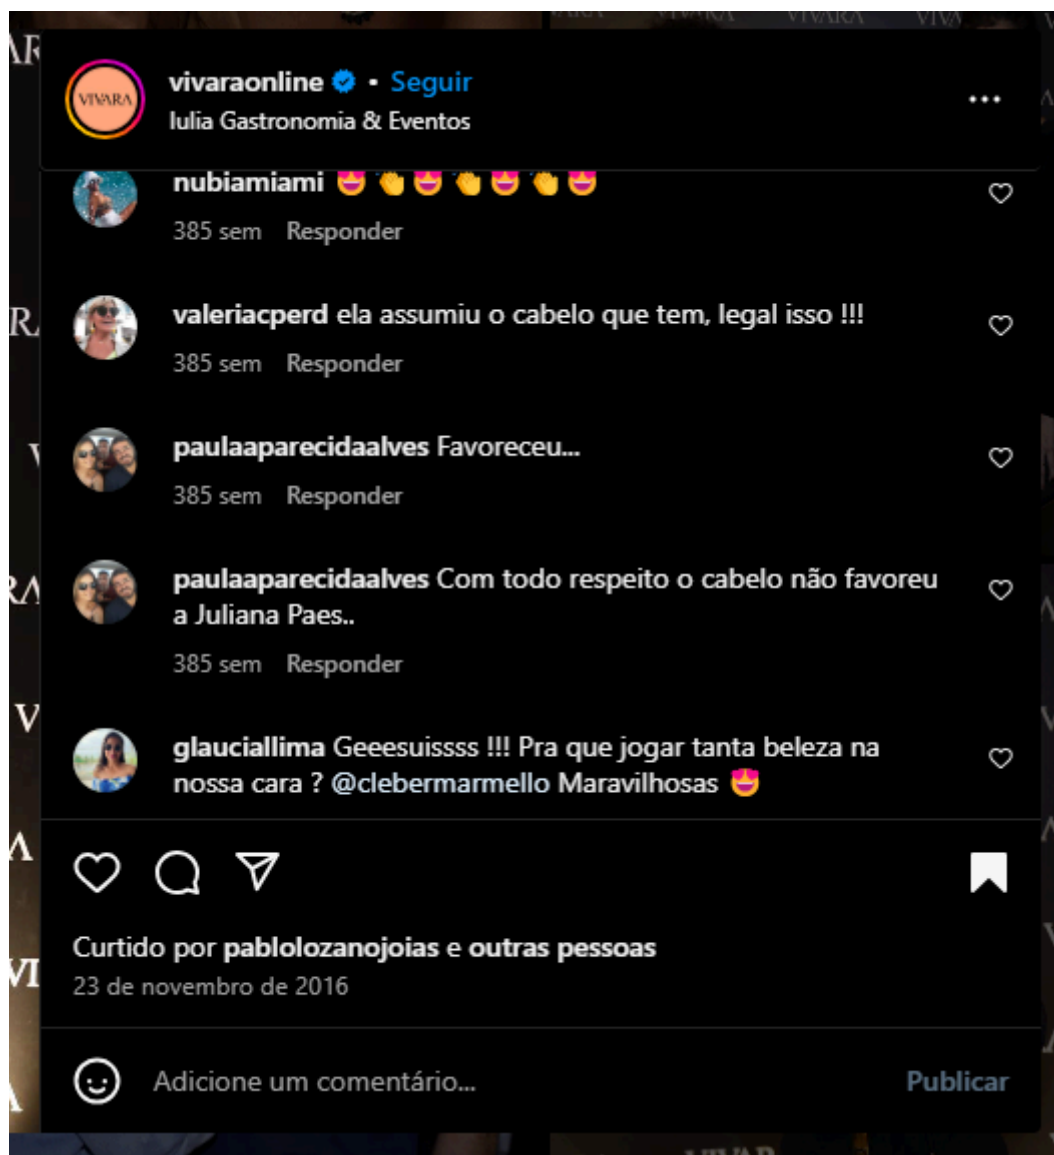 VIVARA
vivaraonline • Seguir
Iulia Gastronomia & Eventos
nubiamiami 😍👏😍👏😍👏😍
385 sem Responder
valeriacperd ela assumiu o cabelo que tem, legal isso !!!
385 sem Responder
paulaaparecidaalves Favoreceu...
385 sem Responder
paulaaparecidaalves Com todo respeito o cabelo não favoreu
a Juliana Paes..
385 sem Responder
glauciallima Geeesuissss !!! Pra que jogar tanta beleza na
nossa cara ? @clebermarmello Maravilhosas 😍
Curtido por pablolozanojoias e outras pessoas
23 de novembro de 2016
Adicione um comentário...
Publicar